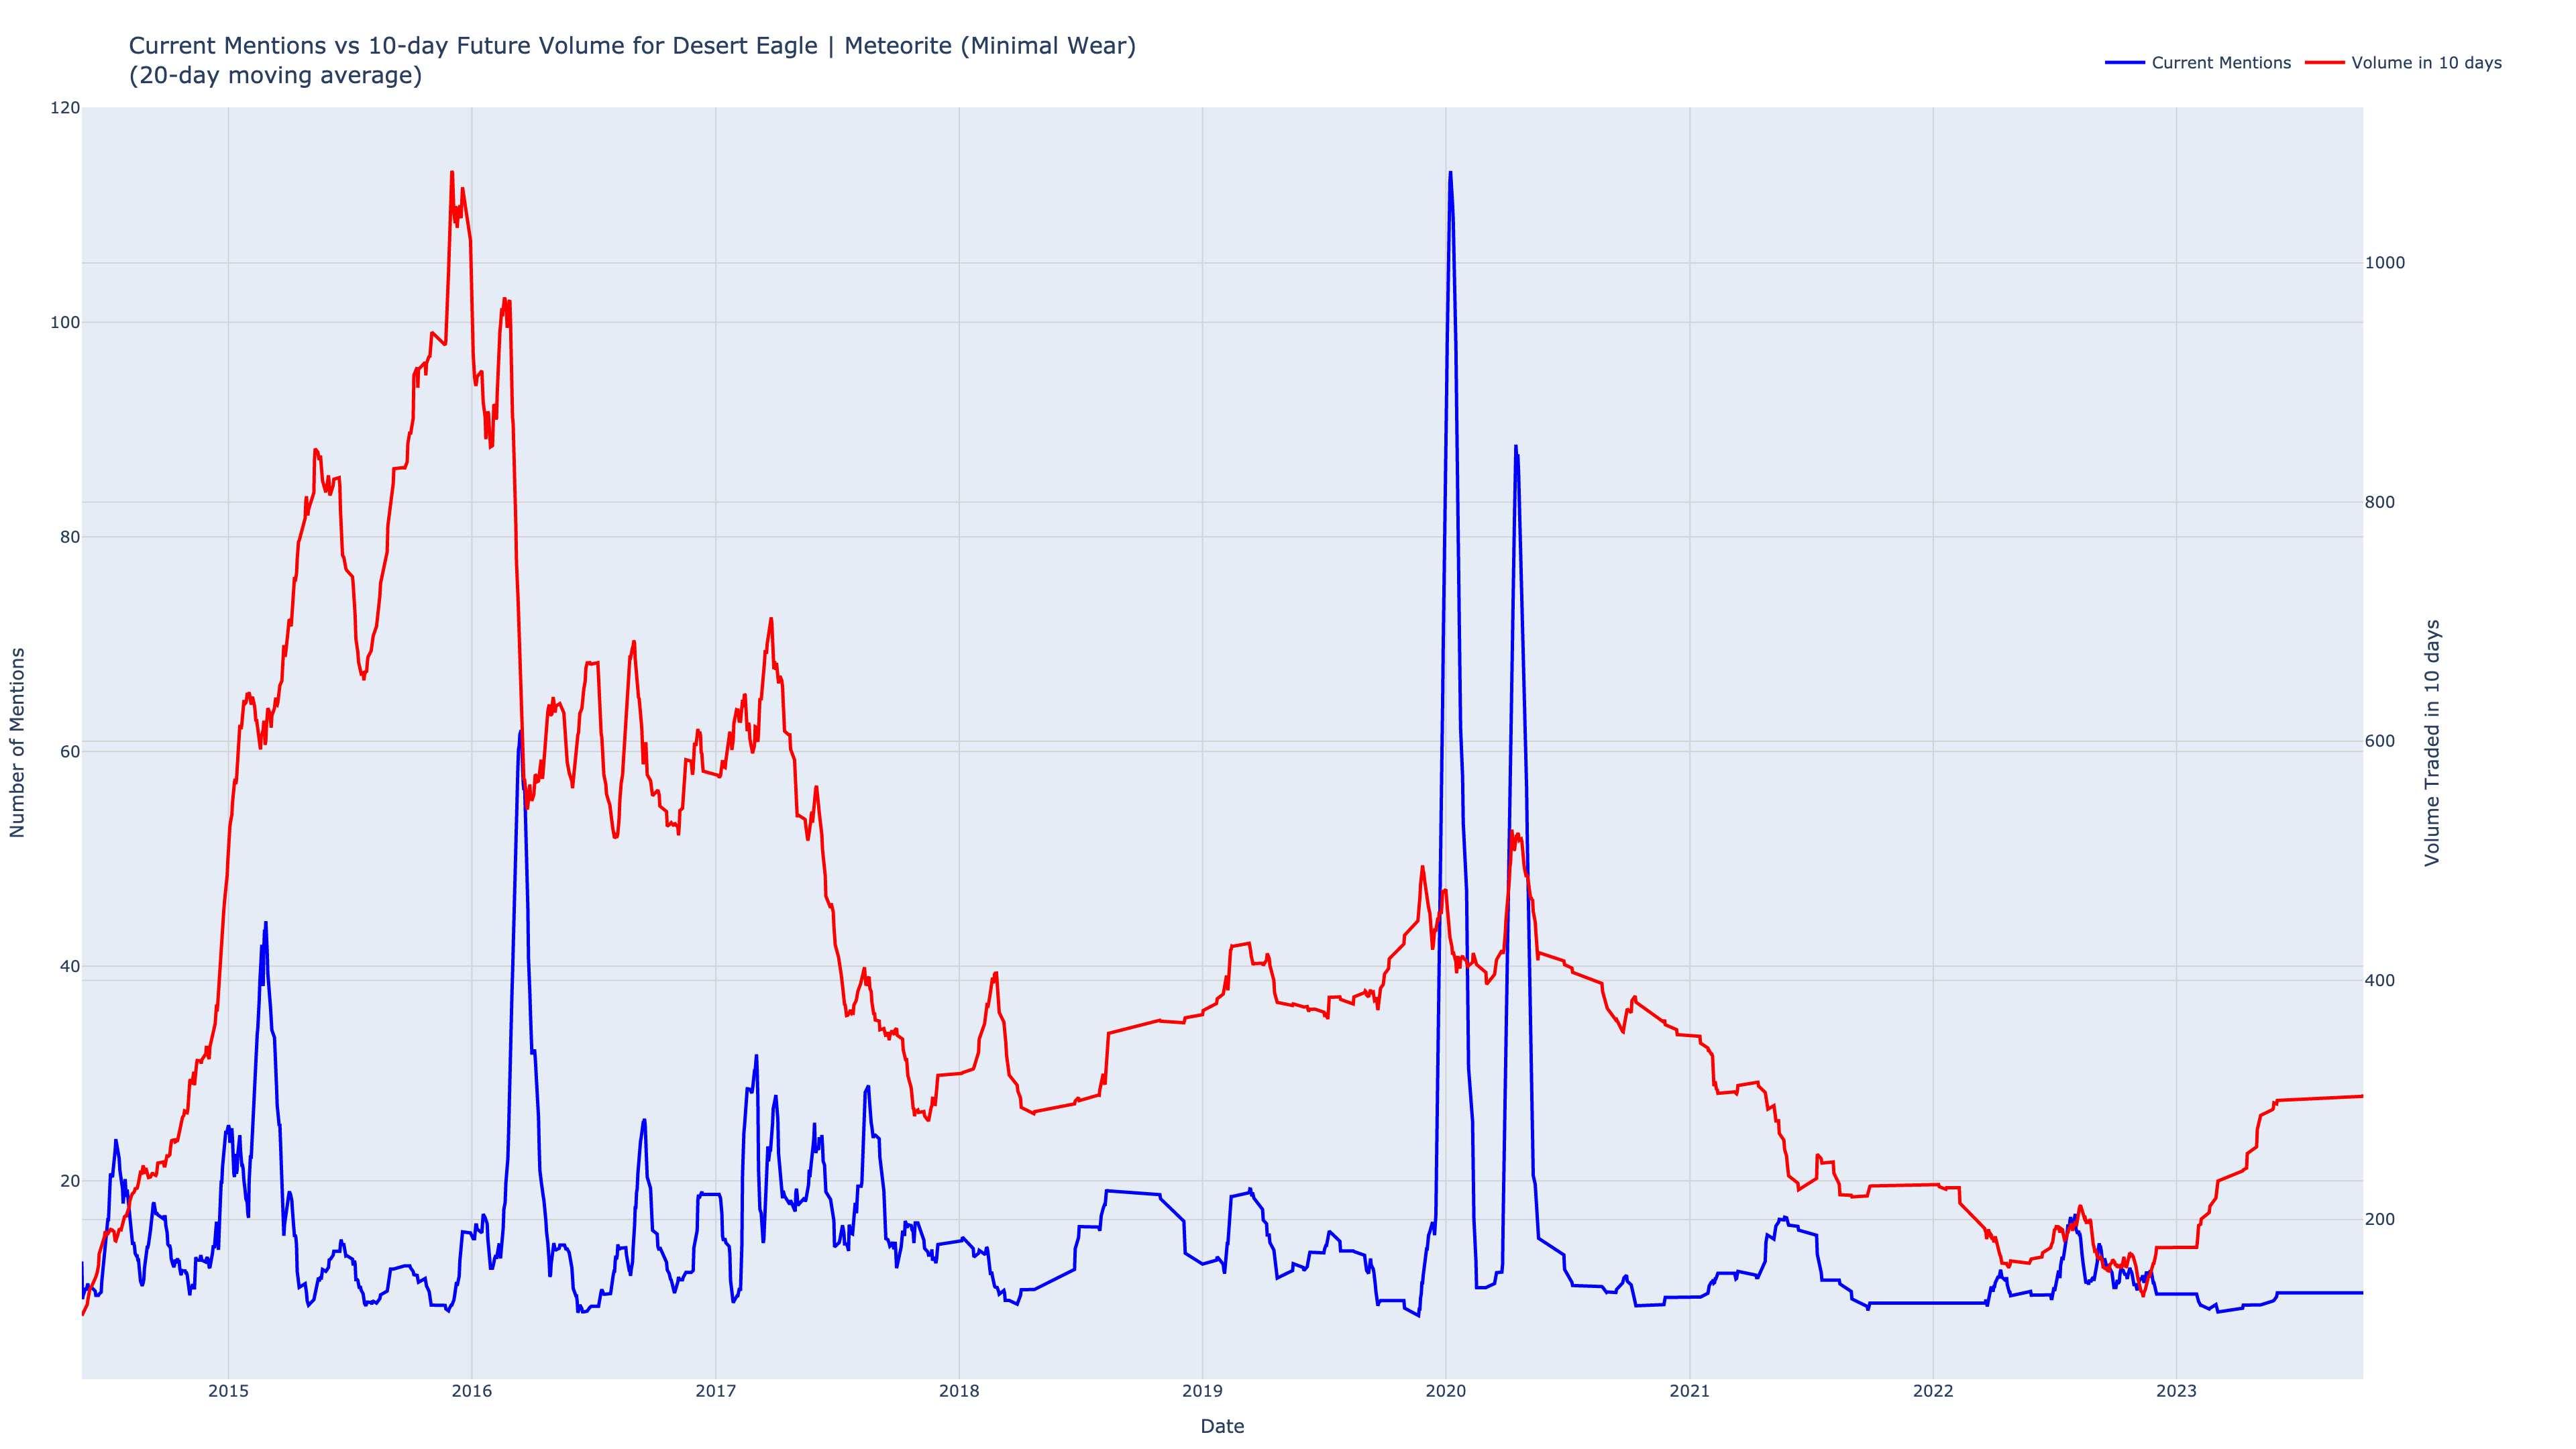 Current Mentions vs 10-day Future Volume for Desert Eagle | Meteorite (Minimal Wear)
(20-day moving average)
Current Mentions
Volume in 10 days
120
100
80
60
40
20
Number of Mentions
1000
800
600
400
200
Volume Traded in 10 days
2015
2016
2017
2018
2019
2020
2021
2022
2023
Date